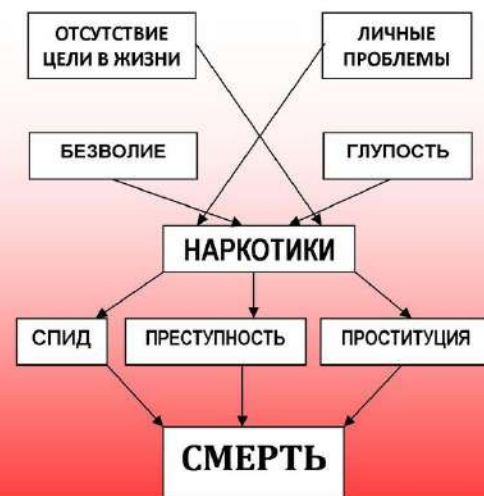 ОТСУТСТВИЕ
ЦЕЛИ В ЖИЗНИ
ЛИЧНЫЕ
ПРОБЛЕМЫ
БЕЗВОЛИЕ
ГЛУПОСТЬ
НАРКОТИКИ
СПИД
ПРЕСТУПНОСТЬ
ПРОСТИТУЦИЯ
СМЕРТЬ